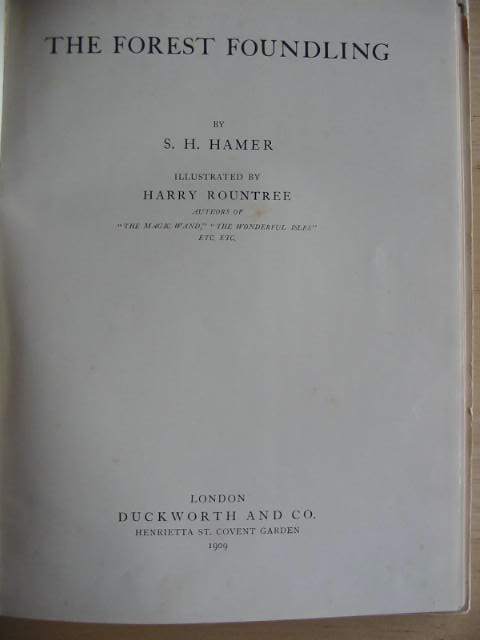 THE FOREST FOUNDLING
BY
S. H. HAMER
ILLUSTRATED BY
HARRY ROUNTREE
AUTHORS OF
"THE MAGIC WAND," "THE WONDERFUL ISLES"
ETC. ETC.
LONDON
DUCKWORTH AND CO.
HENRIETTA ST. COVENT GARDEN
1909